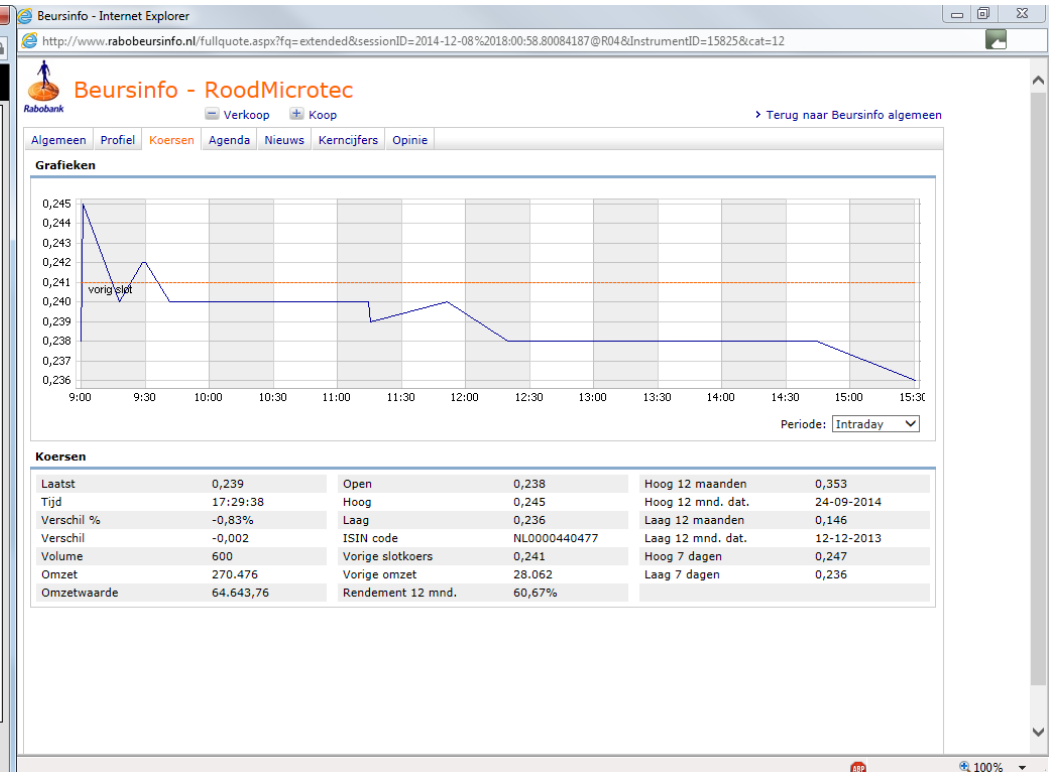 Beursinfo - Internet Explorer
http://www.rabobeursinfo.nl/fullquote.aspx?fq=extended&sessionID=2014-12-08%2018:00:58.80084187@R04&InstrumentID=15825&cat=12
Rabobank
Beursinfo - RoodMicrotec
Verkoop Koop > Terug naar Beursinfo algemeen
Algemeen Profiel Koersen Agenda Nieuws Kerncijfers Opinie
Grafieken
0,245
0,244
0,243
0,242
0,241
vorig slot
0,240
0,239
0,238
0,237
0,236
9:00 9:30 10:00 10:30 11:00 11:30 12:00 12:30 13:00 13:30 14:00 14:30 15:00 15:30
Periode: Intraday
Koersen
Laatst 0,239 Open 0,238 Hoog 12 maanden 0,353
Tijd 17:29:38 Hoog 0,245 Hoog 12 mnd. dat. 24-09-2014
Verschil % -0,83% Laag 0,236 Laag 12 maanden 0,146
Verschil -0,002 ISIN code NL0000440477 Laag 12 mnd. dat. 12-12-2013
Volume 600 Vorige slotkoers 0,241 Hoog 7 dagen 0,247
Omzet 270.476 Vorige omzet 28.062 Laag 7 dagen 0,236
Omzetwaarde 64.643,76 Rendement 12 mnd. 60,67%
ABP
100%